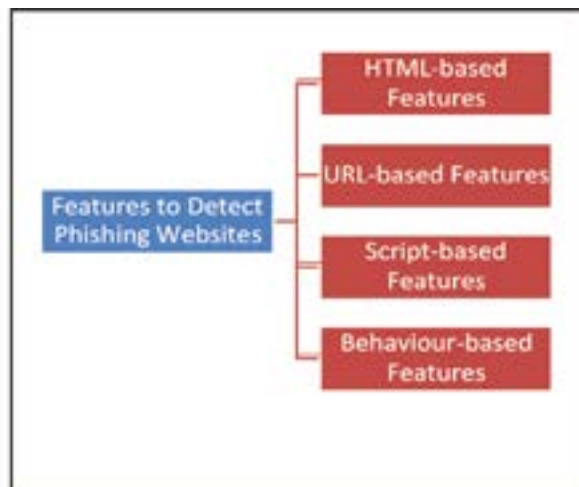 Features to Detect
Phishing Websites
HTML-based
Features
URL-based Features
Script-based
Features
Behaviour-based
Features